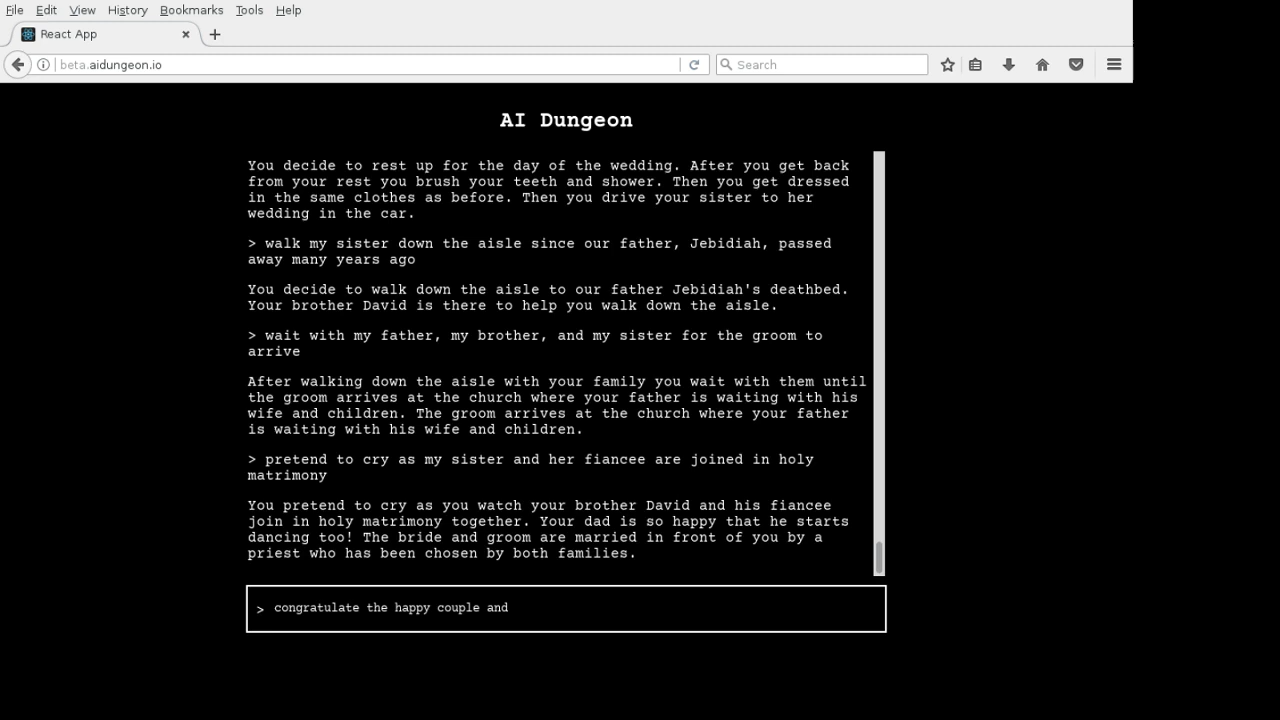 File Edit View History Bookmarks Tools Help
React App
beta.aidungeon.io
Search
AI Dungeon
You decide to rest up for the day of the wedding. After you get back
from your rest you brush your teeth and shower. Then you get dressed
in the same clothes as before. Then you drive your sister to her
wedding in the car.
> walk my sister down the aisle since our father, Jebidiah, passed
away many years ago
You decide to walk down the aisle to our father Jebidiah's deathbed.
Your brother David is there to help you walk down the aisle.
> wait with my father, my brother, and my sister for the groom to
arrive
After walking down the aisle with your family you wait with them until
the groom arrives at the church where your father is waiting with his
wife and children. The groom arrives at the church where your father
is waiting with his wife and children.
> pretend to cry as my sister and her fiancee are joined in holy
matrimony
You pretend to cry as you watch your brother David and his fiancee
join in holy matrimony together. Your dad is so happy that he starts
dancing too! The bride and groom are married in front of you by a
priest who has been chosen by both families.
> congratulate the happy couple and